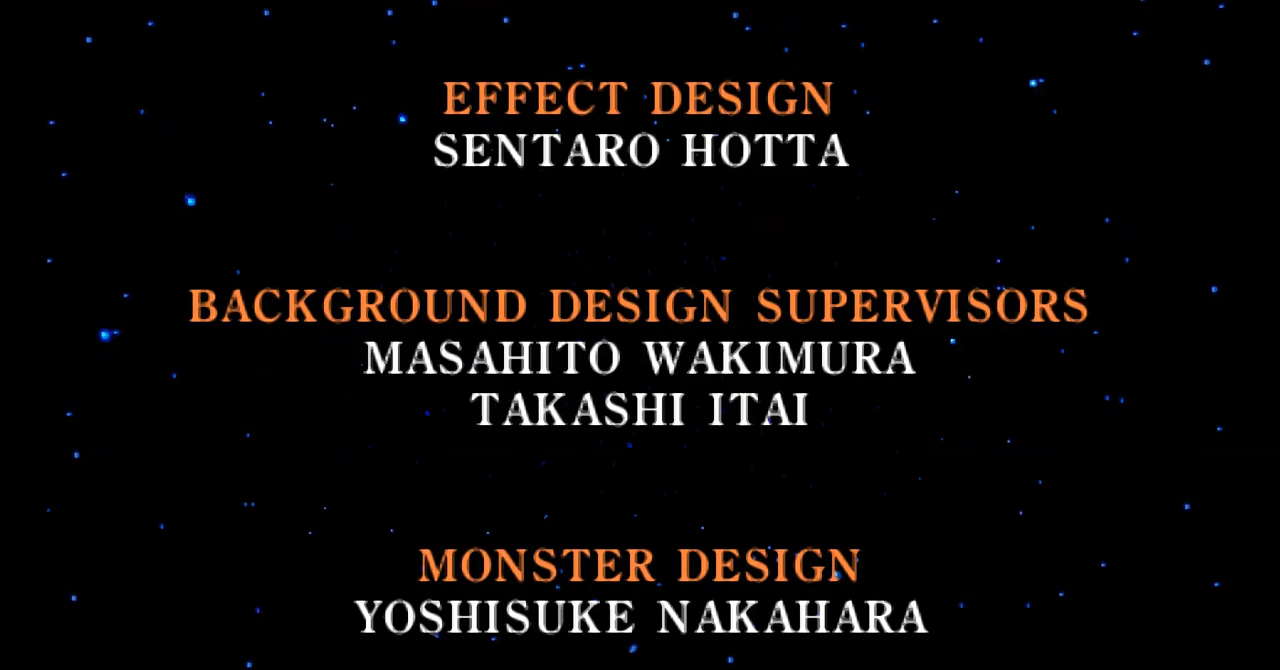 EFFECT DESIGN
SENTARO HOTTA
BACKGROUND DESIGN SUPERVISORS
MASAHITO WAKIMURA
TAKASHI ITAI
MONSTER DESIGN
YOSHISUKE NAKAHARA